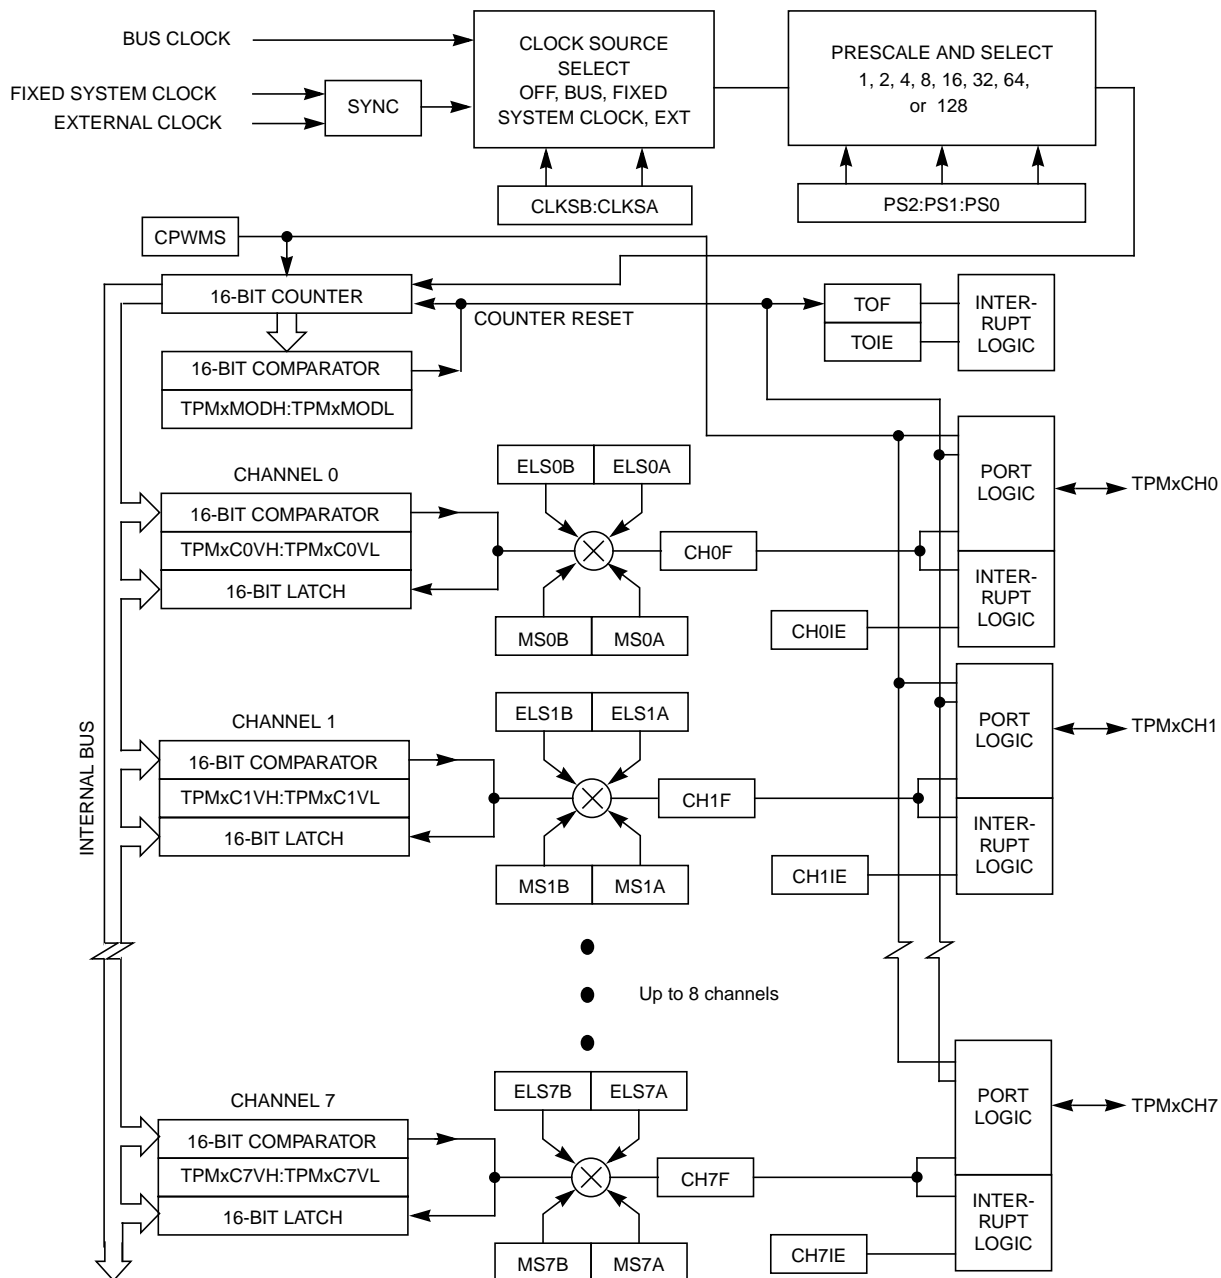 BUS CLOCK
FIXED SYSTEM CLOCK
EXTERNAL CLOCK
SYNC
CLOCK SOURCE
SELECT
OFF, BUS, FIXED
SYSTEM CLOCK, EXT
PRESCALE AND SELECT
1, 2, 4, 8, 16, 32, 64,
or 128
CLKSB:CLKSA
PS2:PS1:PS0
CPWMS
16-BIT COUNTER
COUNTER RESET
16-BIT COMPARATOR
TPMxMODH:TPMxMODL
TOF
TOIE
INTER-
RUPT
LOGIC
INTERNAL BUS
CHANNEL 0
16-BIT COMPARATOR
TPMxC0VH:TPMxC0VL
16-BIT LATCH
ELS0B
ELS0A
MS0B
MS0A
CH0F
CH0IE
PORT
LOGIC
INTER-
RUPT
LOGIC
TPMxCH0
CHANNEL 1
16-BIT COMPARATOR
TPMxC1VH:TPMxC1VL
16-BIT LATCH
ELS1B
ELS1A
MS1B
MS1A
CH1F
CH1IE
PORT
LOGIC
INTER-
RUPT
LOGIC
TPMxCH1
Up to 8 channels
CHANNEL 7
16-BIT COMPARATOR
TPMxC7VH:TPMxC7VL
16-BIT LATCH
ELS7B
ELS7A
MS7B
MS7A
CH7F
CH7IE
PORT
LOGIC
INTER-
RUPT
LOGIC
TPMxCH7